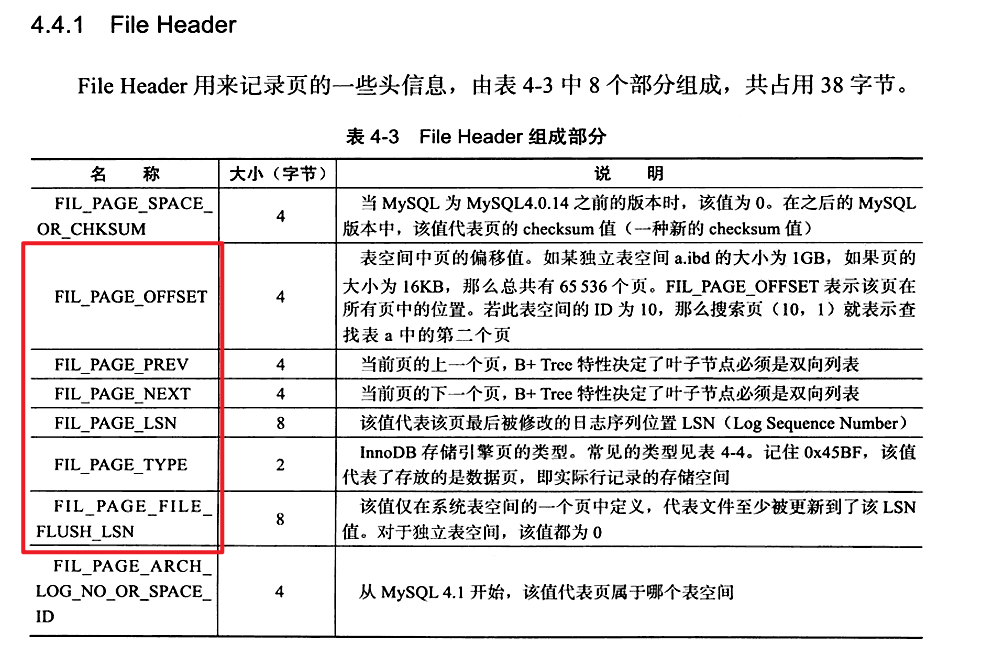 4.4.1 File Header
File Header 用来记录页的一些头信息，由表 4-3 中 8 个部分组成，共占用 38 字节。
表 4-3 File Header 组成部分
名 称 大小（字节） 说 明
FIL_PAGE_SPACE_
OR_CHKSUM
4
当 MySQL 为 MySQL4.0.14 之前的版本时，该值为 0。在之后的 MySQL
版本中，该值代表页的 checksum 值（一种新的 checksum 值）
FIL_PAGE_OFFSET
4
表空间中页的偏移值。如某独立表空间 a.ibd 的大小为 1GB，如果页的
大小为 16KB，那么总共有 65 536 个页。FIL_PAGE_OFFSET 表示该页在
所有页中的位置。若此表空间的 ID 为 10，那么搜索页（10，1）就表示查
找表 a 中的第二个页
FIL_PAGE_PREV 4 当前页的上一个页，B+ Tree 特性决定了叶子节点必须是双向列表
FIL_PAGE_NEXT 4 当前页的下一个页，B+ Tree 特性决定了叶子节点必须是双向列表
FIL_PAGE_LSN 8 该值代表该页最后被修改的日志序列位置 LSN（Log Sequence Number）
FIL_PAGE_TYPE
2
InnoDB 存储引擎页的类型。常见的类型见表 4-4。记住 0x45BF，该值
代表了存放的是数据页，即实际行记录的存储空间
FIL_PAGE_FILE_
FLUSH_LSN
8
该值仅在系统表空间的一个页中定义，代表文件至少被更新到了该 LSN
值。对于独立表空间，该值都为 0
FIL_PAGE_ARCH_
LOG_NO_OR_SPACE_
ID
4
从 MySQL 4.1 开始，该值代表页属于哪个表空间